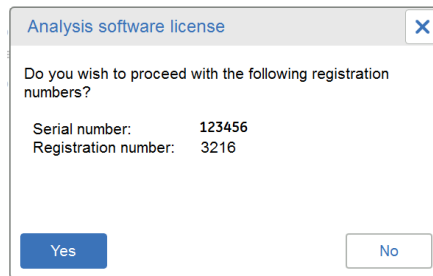 Analysis software license
Do you wish to proceed with the following registration
numbers?
Serial number: 123456
Registration number: 3216
Yes No